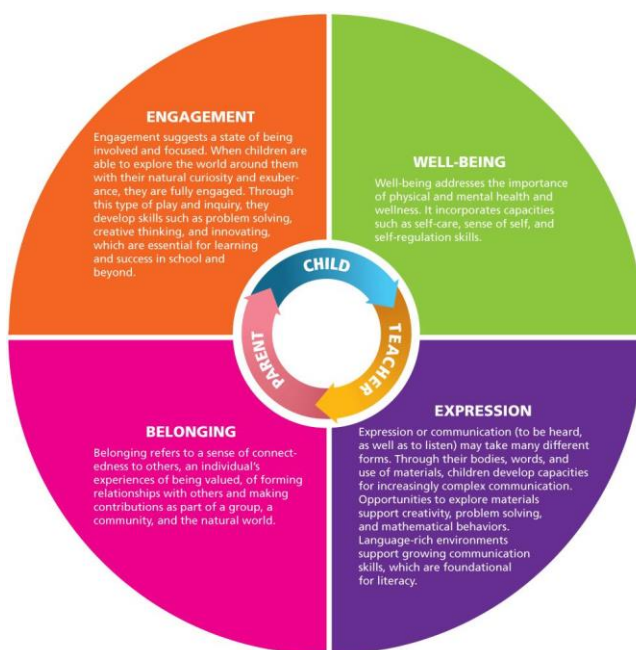 ENGAGEMENT
Engagement suggests a state of being
involved and focused. When children are
able to explore the world around them
with their natural curiosity and exuber-
ance, they are fully engaged. Through
this type of play and inquiry, they
develop skills such as problem solving,
creative thinking, and innovating,
which are essential for learning
and success in school and
beyond.
WELL-BEING
Well-being addresses the importance
of physical and mental health and
wellness. It incorporates capacities
such as self-care, sense of self, and
self-regulation skills.
CHILD
TEACHER
PARENT
BELONGING
Belonging refers to a sense of connect-
edness to others, an individual's
experiences of being valued, of forming
relationships with others and making
contributions as part of a group, a
community, and the natural world.
EXPRESSION
Expression or communication (to be heard,
as well as to listen) may take many different
forms. Through their bodies, words, and
use of materials, children develop capacities
for increasingly complex communication.
Opportunities to explore materials
support creativity, problem solving,
and mathematical behaviors.
Language-rich environments
support growing communication
skills, which are foundational
for literacy.